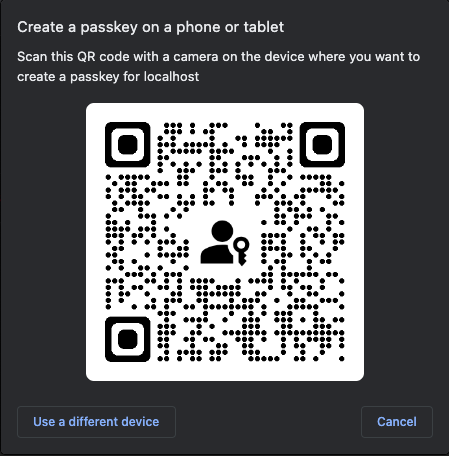 Create a passkey on a phone or tablet
Scan this QR code with a camera on the device where you want to
create a passkey for localhost
Use a different device
Cancel